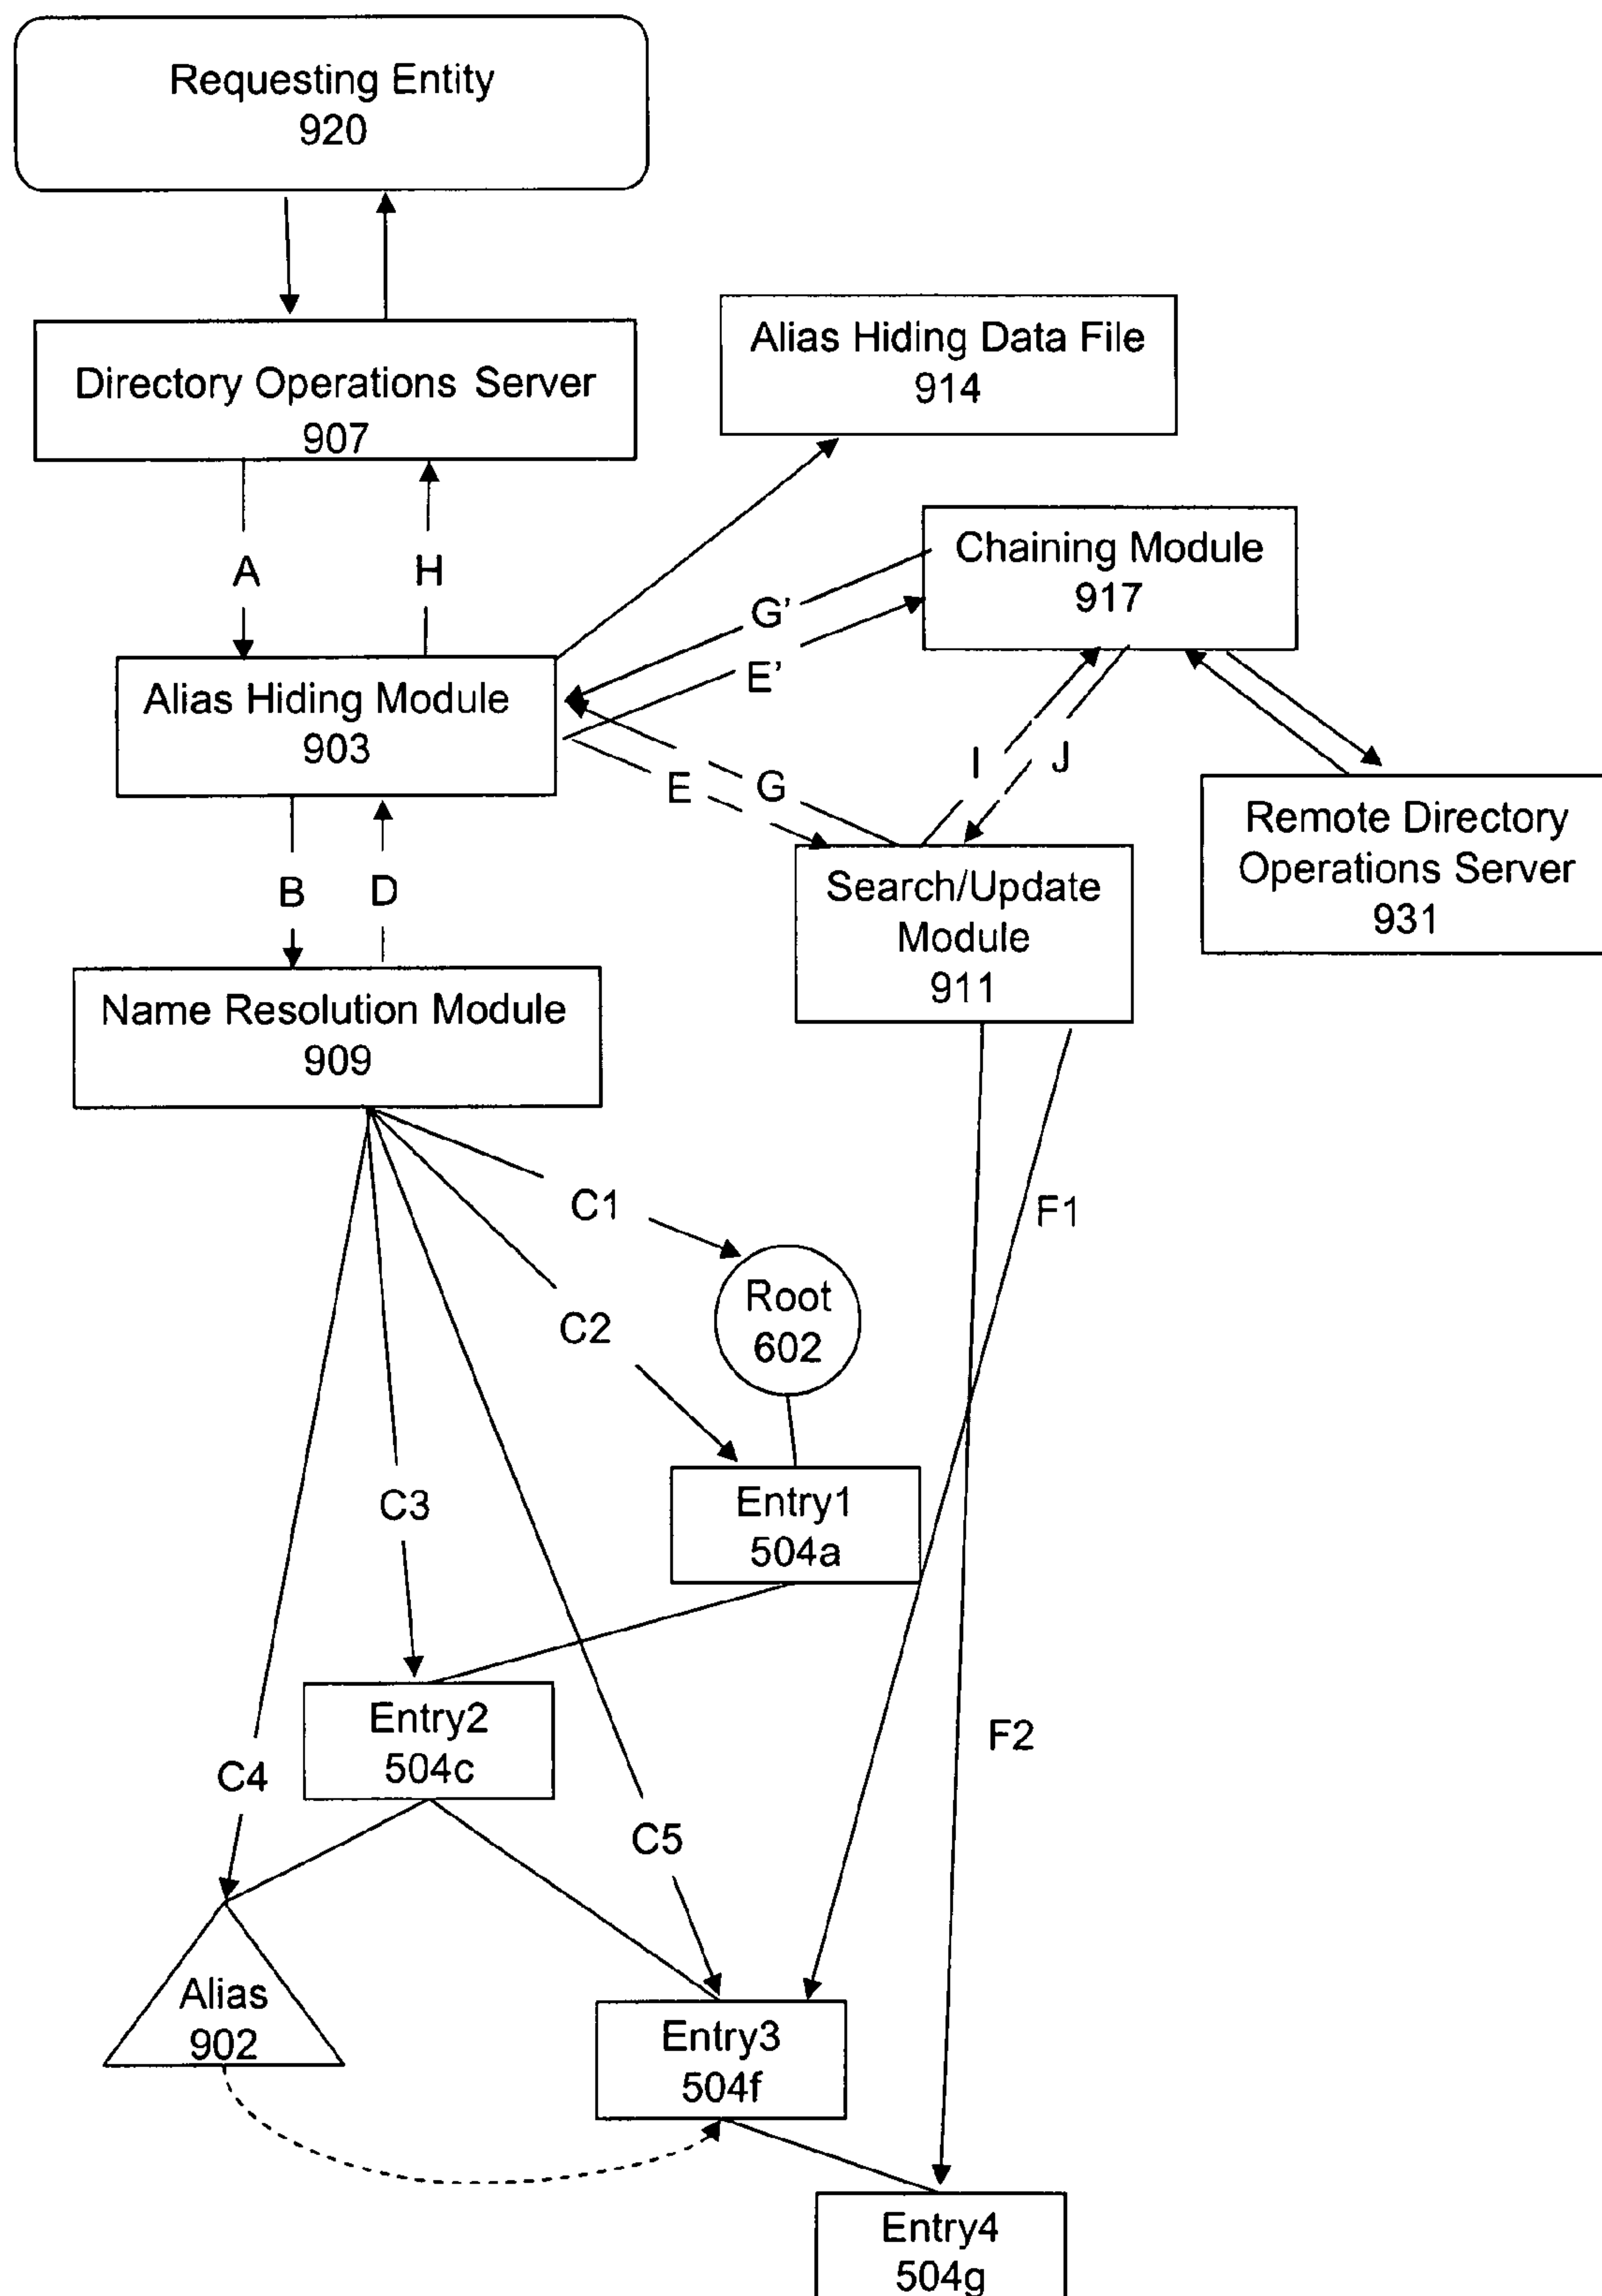 Requesting Entity
920
Directory Operations Server
907
Alias Hiding Data File
914
A
H
Chaining Module
917
G’
E’
Alias Hiding Module
903
E
G
I
J
Remote Directory
Operations Server
931
B
D
Search/Update
Module
911
Name Resolution Module
909
C1
F1
Root
602
C2
C3
Entry1
504a
Entry2
504c
F2
C4
C5
Alias
902
Entry3
504f
Entry4
504g